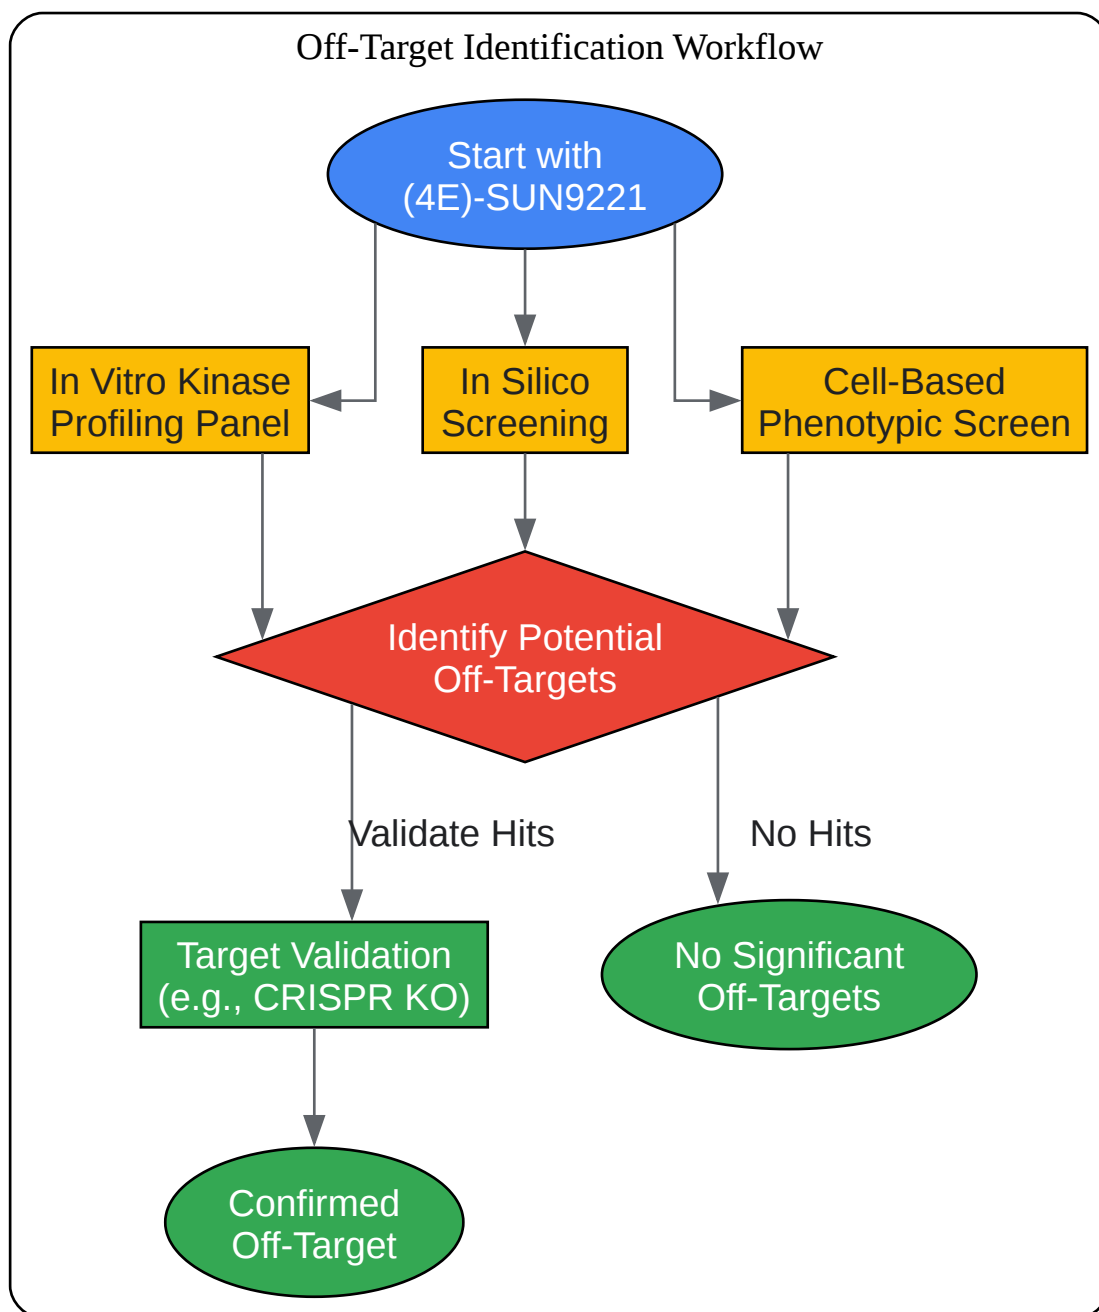 Off-Target Identification Workflow
Start with
(4E)-SUN9221
In Vitro Kinase
Profiling Panel
In Silico
Screening
Cell-Based
Phenotypic Screen
Identify Potential
Off-Targets
Validate Hits
No Hits
Target Validation
(e.g., CRISPR KO)
No Significant
Off-Targets
Confirmed
Off-Target